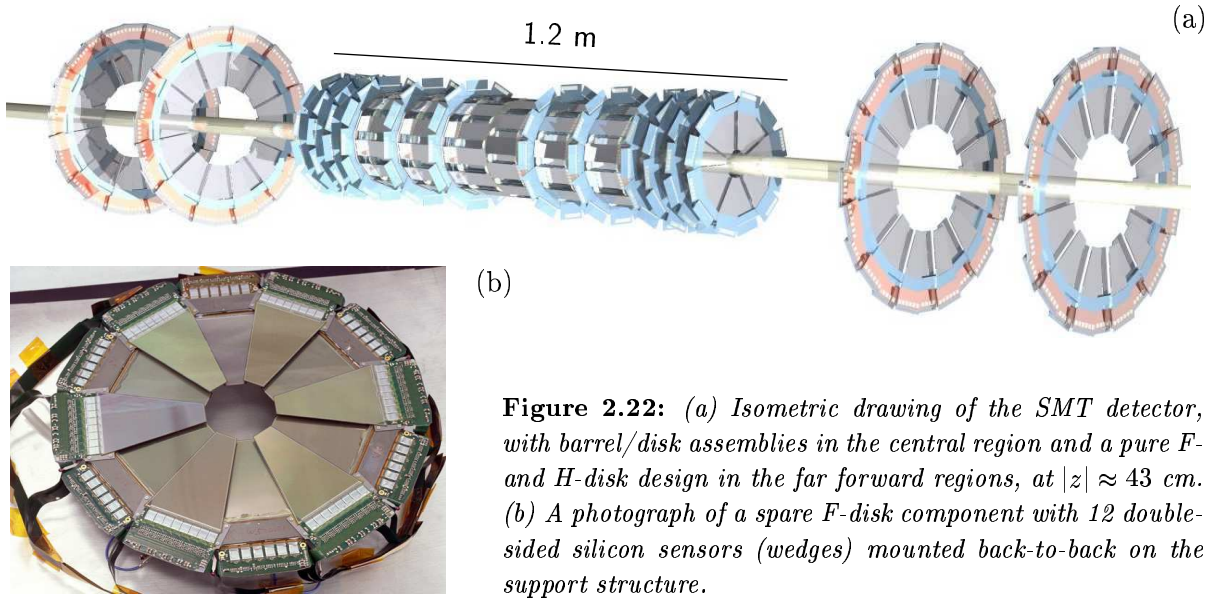 (a)
1.2 m
(b)
Figure 2.22: (a) Isometric drawing of the SMT detector,
with barrel/disk assemblies in the central region and a pure F-
and H-disk design in the far forward regions, at |z| ≈ 43 cm.
(b) A photograph of a spare F-disk component with 12 double-
sided silicon sensors (wedges) mounted back-to-back on the
support structure.